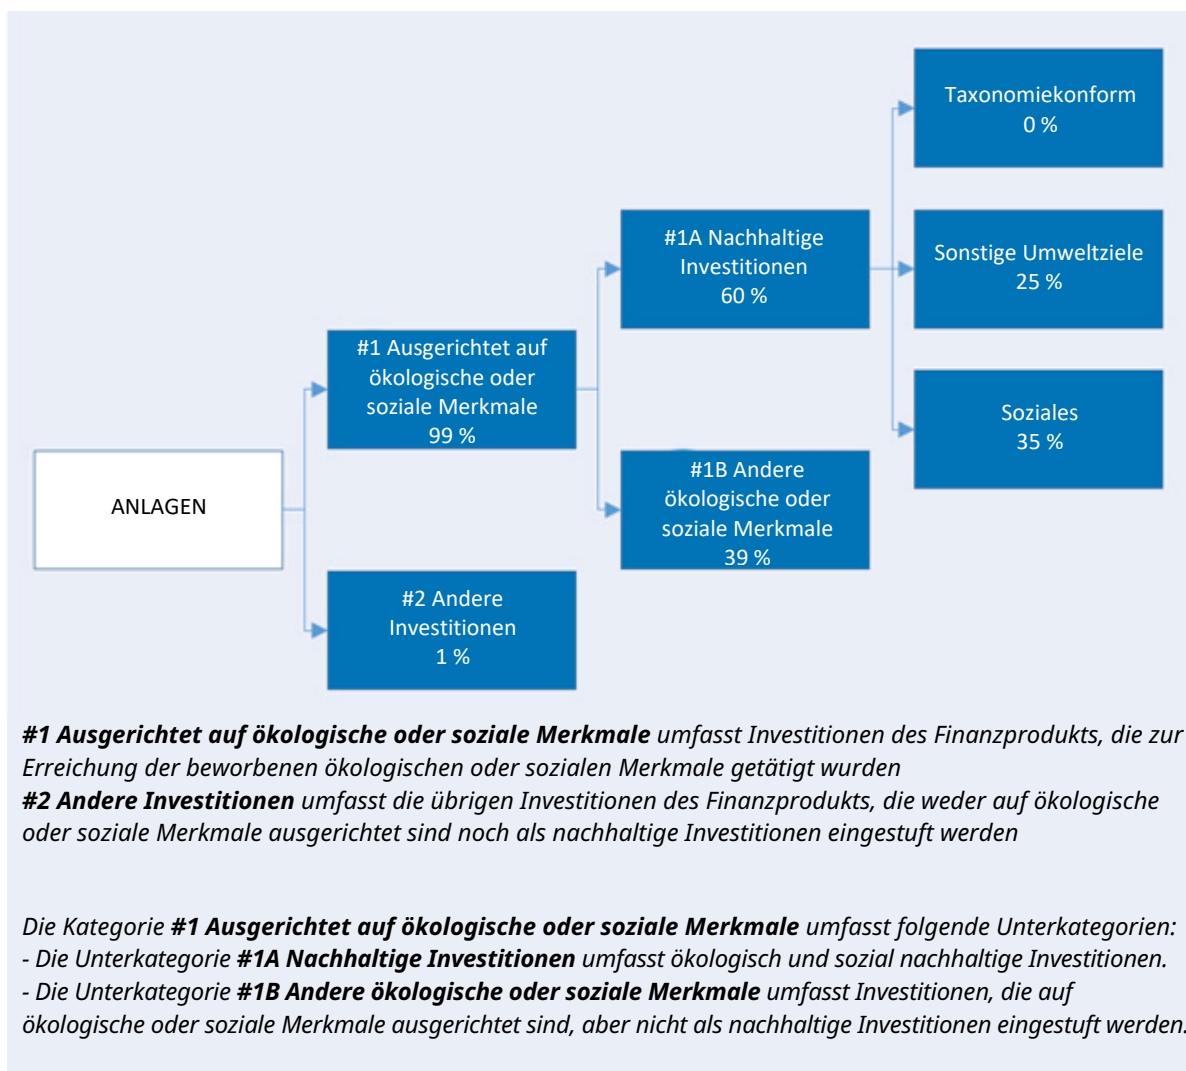 Taxonomiekonform
0 %
#1A Nachhaltige
Investitionen
60 %
Sonstige Umweltziele
25 %
#1 Ausgerichtet auf
ökologische oder
soziale Merkmale
99 %
Soziales
35 %
ANLAGEN
#1B Andere
ökologische oder
soziale Merkmale
39 %
#2 Andere
Investitionen
1 %
#1 Ausgerichtet auf ökologische oder soziale Merkmale umfasst Investitionen des Finanzprodukts, die zur
Erreichung der beworbenen ökologischen oder sozialen Merkmale getätigt wurden
#2 Andere Investitionen umfasst die übrigen Investitionen des Finanzprodukts, die weder auf ökologische
oder soziale Merkmale ausgerichtet sind noch als nachhaltige Investitionen eingestuft werden
Die Kategorie #1 Ausgerichtet auf ökologische oder soziale Merkmale umfasst folgende Unterkategorien:
- Die Unterkategorie #1A Nachhaltige Investitionen umfasst ökologisch und sozial nachhaltige Investitionen.
- Die Unterkategorie #1B Andere ökologische oder soziale Merkmale umfasst Investitionen, die auf
ökologische oder soziale Merkmale ausgerichtet sind, aber nicht als nachhaltige Investitionen eingestuft werden.